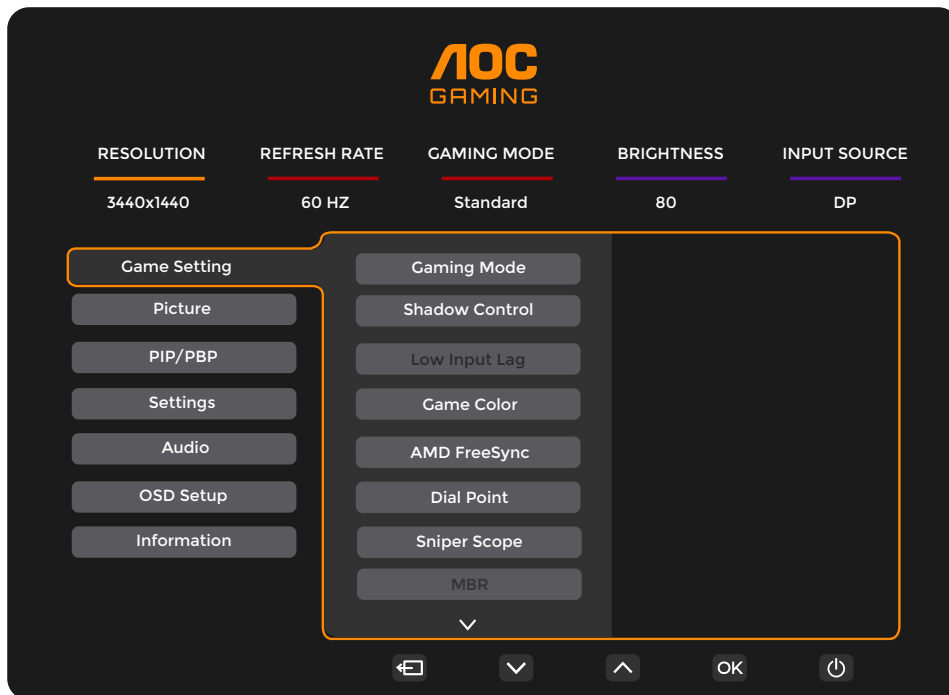 AOC
GAMING
RESOLUTION REFRESH RATE GAMING MODE BRIGHTNESS INPUT SOURCE
3440x1440 60 HZ Standard 80 DP
Game Setting
Picture
PIP/PBP
Settings
Audio
OSD Setup
Information
Gaming Mode
Shadow Control
Low Input Lag
Game Color
AMD FreeSync
Dial Point
Sniper Scope
MBR
OK